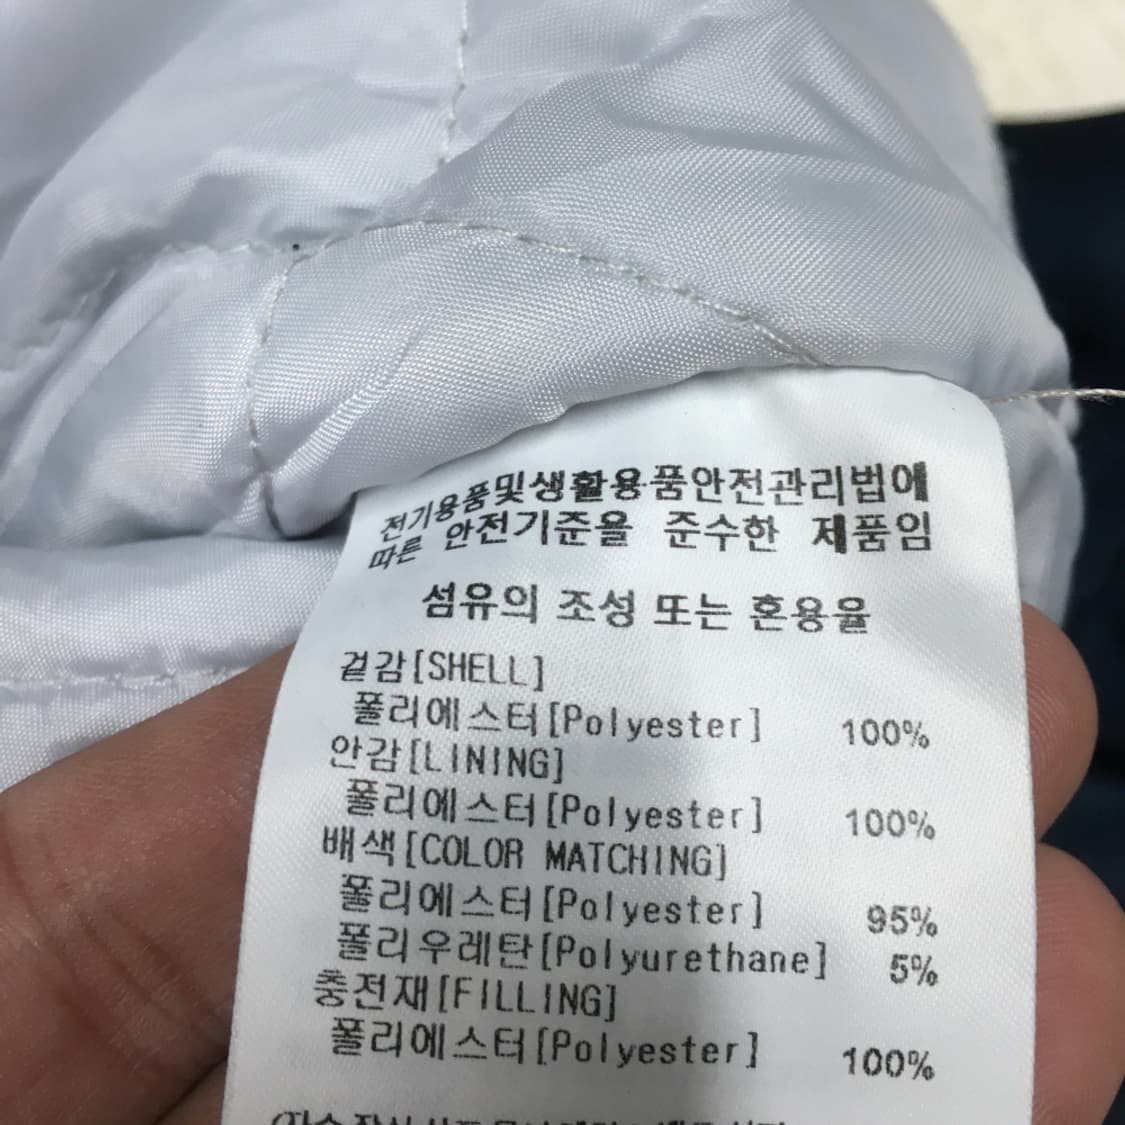 전기용품및생활용품안전관리법에
따른 안전기준을 준수한 제품임
섬유의 조성 또는 혼용율
겉감[SHELL]
폴리에스터[Polyester] 100%
안감[LINING]
폴리에스터[Polyester] 100%
배색[COLOR MATCHING]
폴리에스터[Polyester] 95%
폴리우레탄[Polyurethane] 5%
충전재[FILLING]
폴리에스터[Polyester] 100%